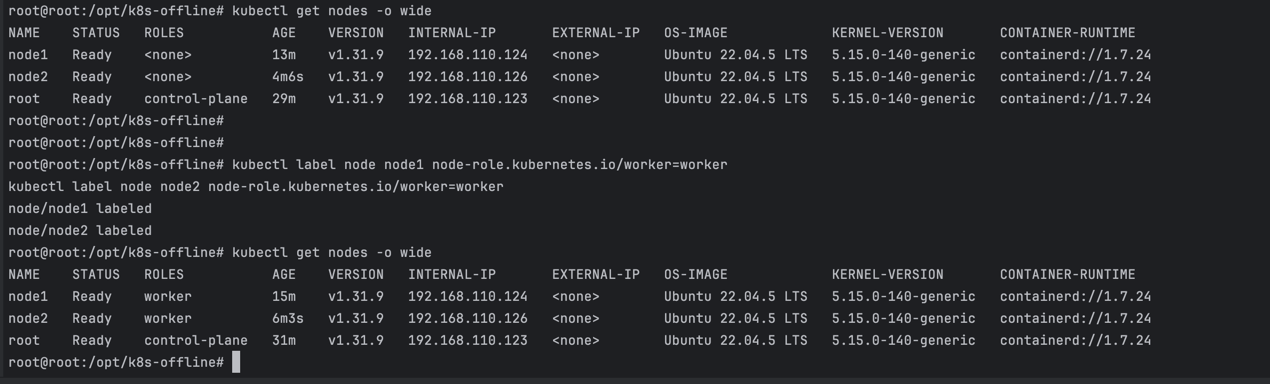 root@root:/opt/k8s-offline# kubectl get nodes -o wide
NAME    STATUS   ROLES           AGE    VERSION   INTERNAL-IP       EXTERNAL-IP   OS-IMAGE             KERNEL-VERSION       CONTAINER-RUNTIME
node1   Ready    <none>          13m    v1.31.9   192.168.110.124   <none>        Ubuntu 22.04.5 LTS   5.15.0-140-generic   containerd://1.7.24
node2   Ready    <none>          4m6s   v1.31.9   192.168.110.126   <none>        Ubuntu 22.04.5 LTS   5.15.0-140-generic   containerd://1.7.24
root    Ready    control-plane   29m    v1.31.9   192.168.110.123   <none>        Ubuntu 22.04.5 LTS   5.15.0-140-generic   containerd://1.7.24
root@root:/opt/k8s-offline#
root@root:/opt/k8s-offline#
root@root:/opt/k8s-offline# kubectl label node node1 node-role.kubernetes.io/worker=worker
kubectl label node node2 node-role.kubernetes.io/worker=worker
node/node1 labeled
node/node2 labeled
root@root:/opt/k8s-offline# kubectl get nodes -o wide
NAME    STATUS   ROLES           AGE    VERSION   INTERNAL-IP       EXTERNAL-IP   OS-IMAGE             KERNEL-VERSION       CONTAINER-RUNTIME
node1   Ready    worker          15m    v1.31.9   192.168.110.124   <none>        Ubuntu 22.04.5 LTS   5.15.0-140-generic   containerd://1.7.24
node2   Ready    worker          6m3s   v1.31.9   192.168.110.126   <none>        Ubuntu 22.04.5 LTS   5.15.0-140-generic   containerd://1.7.24
root    Ready    control-plane   31m    v1.31.9   192.168.110.123   <none>        Ubuntu 22.04.5 LTS   5.15.0-140-generic   containerd://1.7.24
root@root:/opt/k8s-offline#